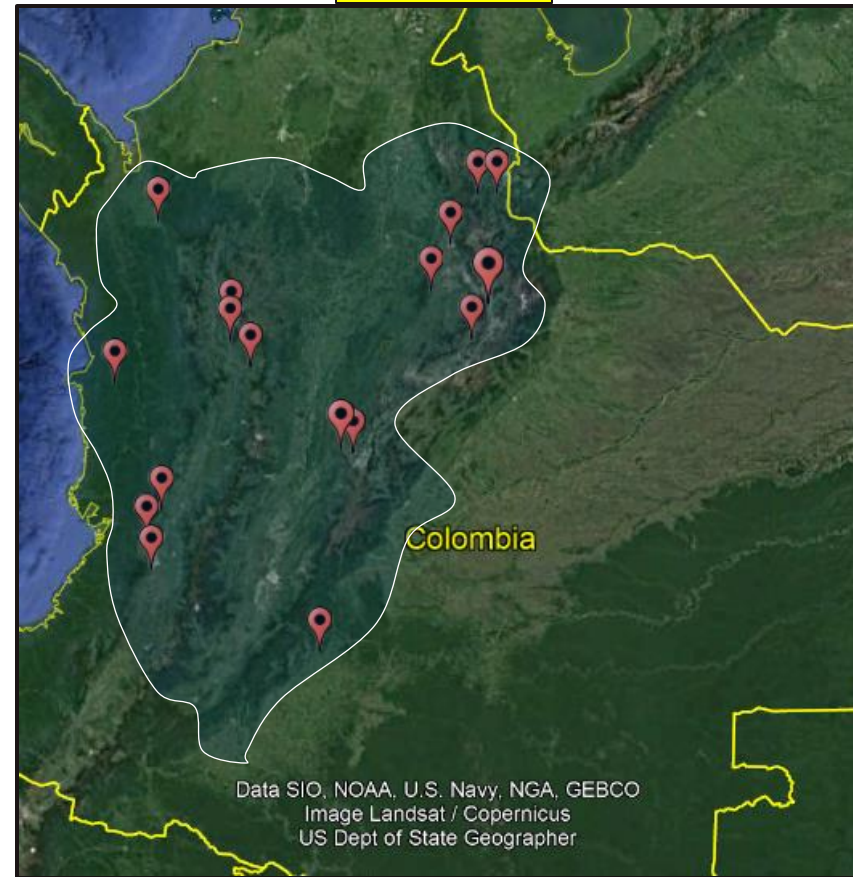 Colombia
Data SIO, NOAA, U.S. Navy, NGA, GEBCO
Image Landsat / Copernicus
US Dept of State Geographer